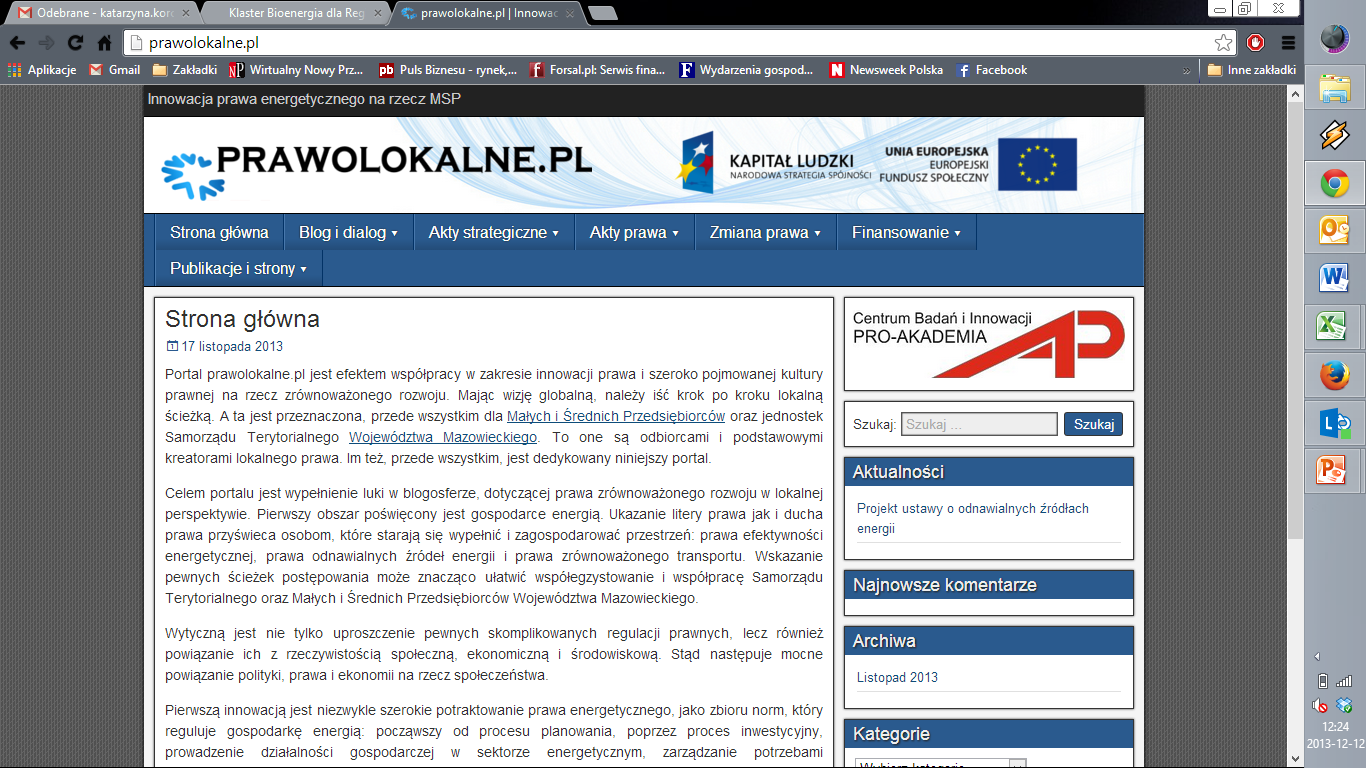 Odebrane - katarzyna.kor
Klaster Bioenergia dla Reg
prawolokalne.pl | Innowac
prawolokalne.pl
Aplikacje
Gmail
Zakładki
Wirtualny Nowy Prz...
Puls Biznesu - rynek,...
Forsal.pl: Serwis fina...
Wydarzenia gospod...
Newsweek Polska
Facebook
»
Inne zakładki
Innowacja prawa energetycznego na rzecz MSP
PRAWOLOKALNE.PL
KAPITAŁ LUDZKI
NARODOWA STRATEGIA SPÓJNOŚCI
UNIA EUROPEJSKA
EUROPEJSKI
FUNDUSZ SPOŁECZNY
Strona główna
Blog i dialog
Akty strategiczne
Akty prawa
Zmiana prawa
Finansowanie
Publikacje i strony
Strona główna
17 listopada 2013
Portal prawolokalne.pl jest efektem współpracy w zakresie innowacji prawa i szeroko pojmowanej kultury
prawnej na rzecz zrównoważonego rozwoju. Mając wizję globalną, należy iść krok po kroku lokalną
ścieżką. A ta jest przeznaczona, przede wszystkim dla Małych i Średnich Przedsiębiorców oraz jednostek
Samorządu Terytorialnego Województwa Mazowieckiego. To one są odbiorcami i podstawowymi
kreatorami lokalnego prawa. Im też, przede wszystkim, jest dedykowany niniejszy portal.
Celem portalu jest wypełnienie luki w blogosferze, dotyczącej prawa zrównoważonego rozwoju w lokalnej
perspektywie. Pierwszy obszar poświęcony jest gospodarce energią. Ukazanie litery prawa jak i ducha
prawa przyświeca osobom, które starają się wypełnić i zagospodarować przestrzeń: prawa efektywności
energetycznej, prawa odnawialnych źródeł energii i prawa zrównoważonego transportu. Wskazanie
pewnych ścieżek postępowania może znacząco ułatwić współegzystowanie i współpracę Samorządu
Terytorialnego oraz Małych i Średnich Przedsiębiorców Województwa Mazowieckiego.
Wytyczną jest nie tylko uproszczenie pewnych skomplikowanych regulacji prawnych, lecz również
powiązanie ich z rzeczywistością społeczną, ekonomiczną i środowiskową. Stąd następuje mocne
powiązanie polityki, prawa i ekonomii na rzecz społeczeństwa.
Pierwszą innowacją jest niezwykle szerokie potraktowanie prawa energetycznego, jako zbioru norm, który
reguluje gospodarkę energią: począwszy od procesu planowania, poprzez proces inwestycyjny,
prowadzenie działalności gospodarczej w sektorze energetycznym, zarządzanie potrzebami
Centrum Badań i Innowacji
PRO-AKADEMIA
AP
Szukaj:
Szukaj ...
Szukaj
Aktualności
Projekt ustawy o odnawialnych źródłach
energii
Najnowsze komentarze
Archiwa
Listopad 2013
Kategorie
Wybierz kategorię
12:24
2013-12-12